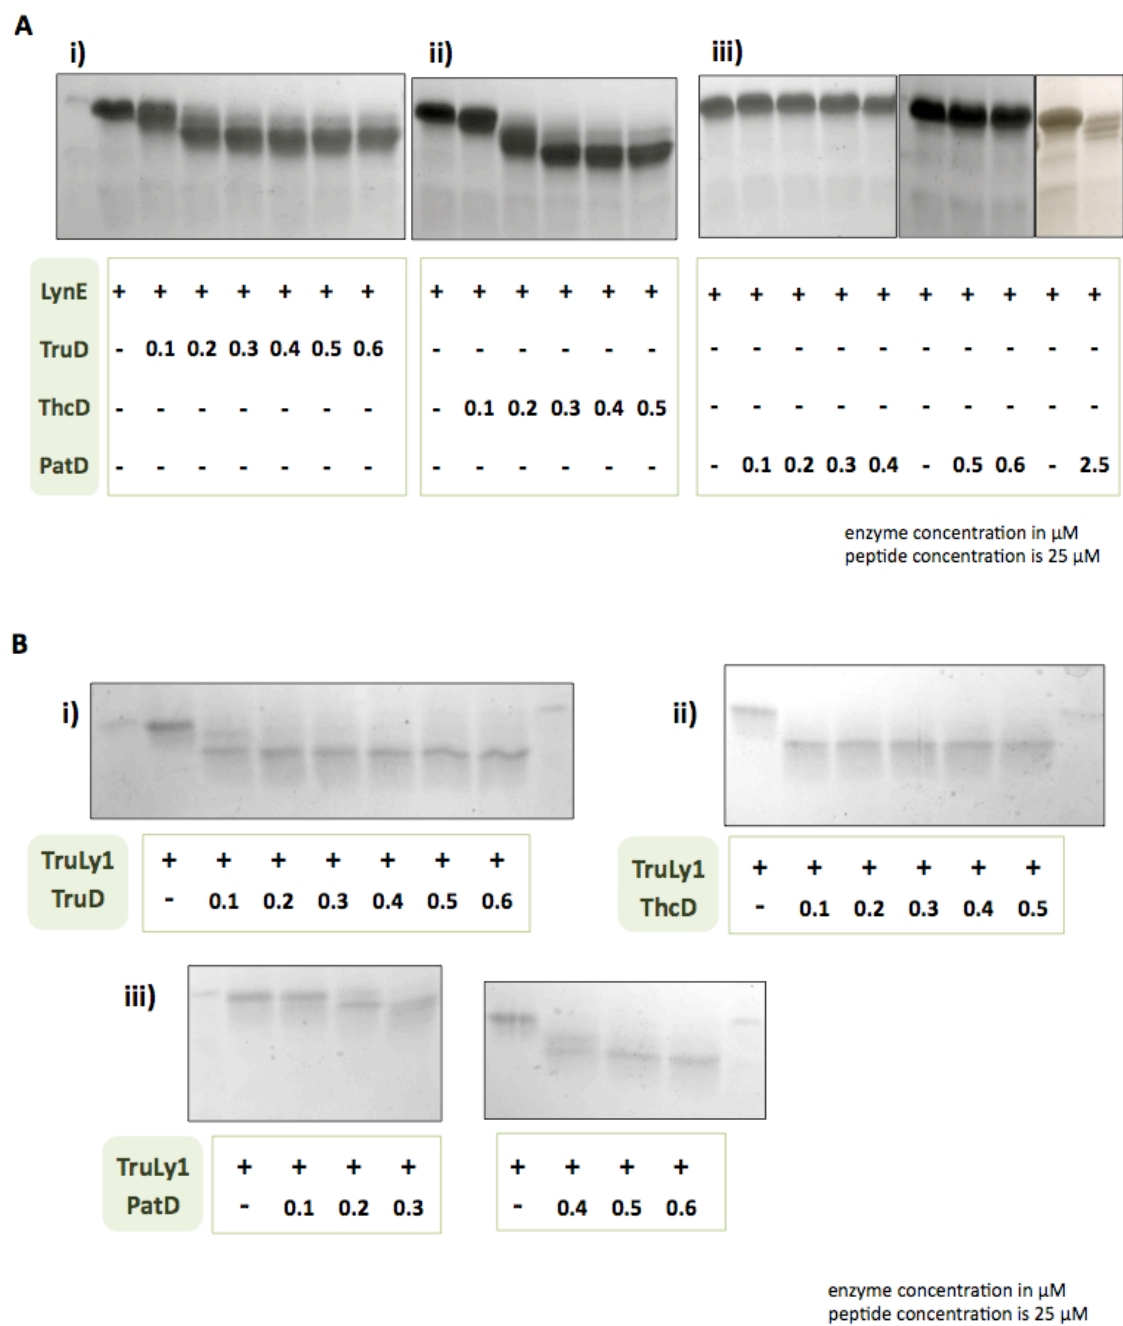 A
i) ii) iii)
LynE + + + + + + + + + + + + + + + + + + + + + + +
TruD - 0.1 0.2 0.3 0.4 0.5 0.6 - - - - - - - - - - - - - - - -
ThcD - - - - - - - - 0.1 0.2 0.3 0.4 0.5 - - - - - - - - - -
PatD - - - - - - - - - - - - - - 0.1 0.2 0.3 0.4 - 0.5 0.6 - 2.5
enzyme concentration in µM
peptide concentration is 25 µM
B
i) ii)
TruLy1 + + + + + + +
TruD - 0.1 0.2 0.3 0.4 0.5 0.6
TruLy1 + + + + + +
ThcD - 0.1 0.2 0.3 0.4 0.5
iii)
TruLy1 + + + + + + + +
PatD - 0.1 0.2 0.3 - 0.4 0.5 0.6
enzyme concentration in µM
peptide concentration is 25 µM